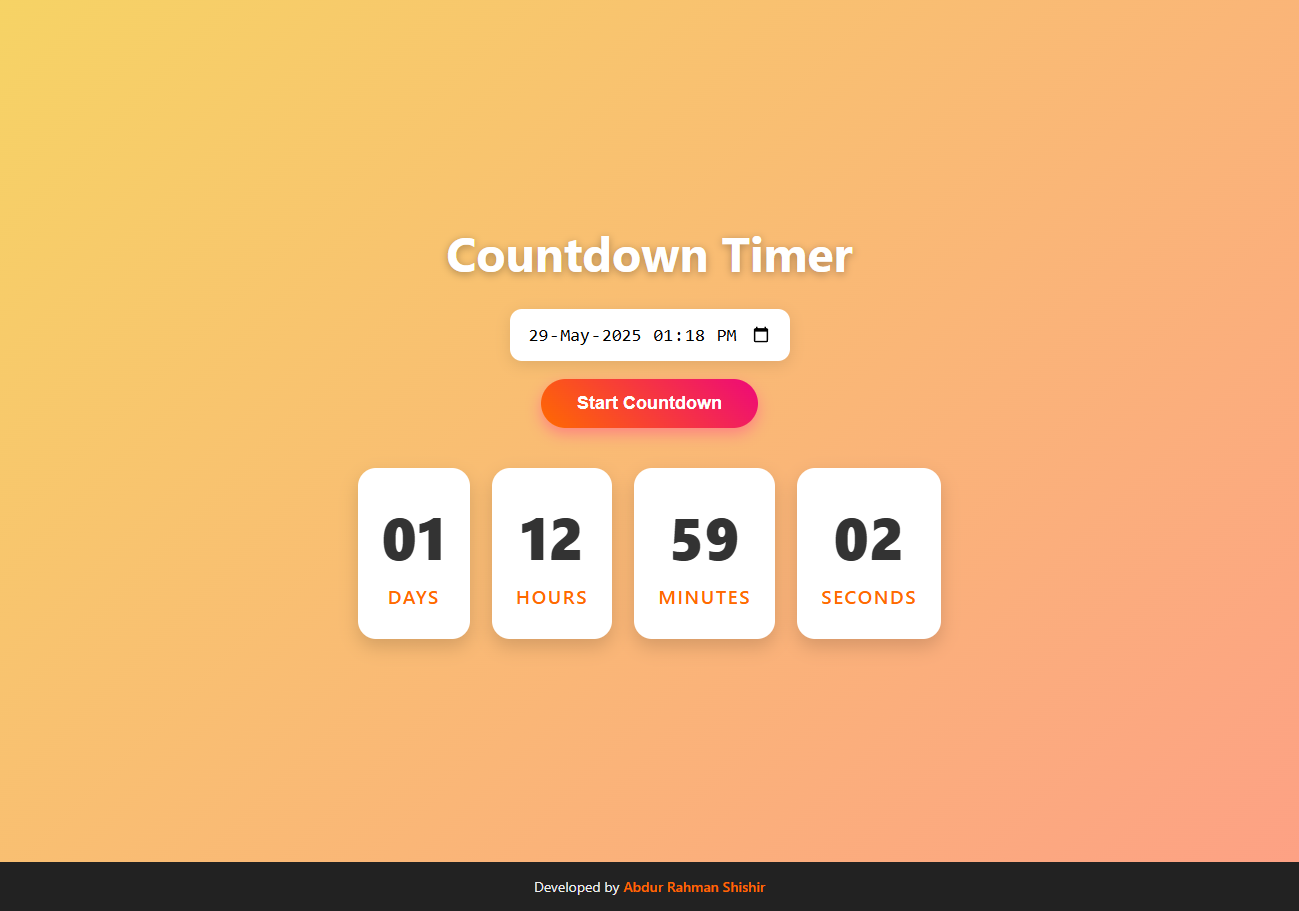 Countdown Timer
29-May-2025 01:18 PM
Start Countdown
01 12 59 02
DAYS HOURS MINUTES SECONDS
Developed by Abdur Rahman Shishir